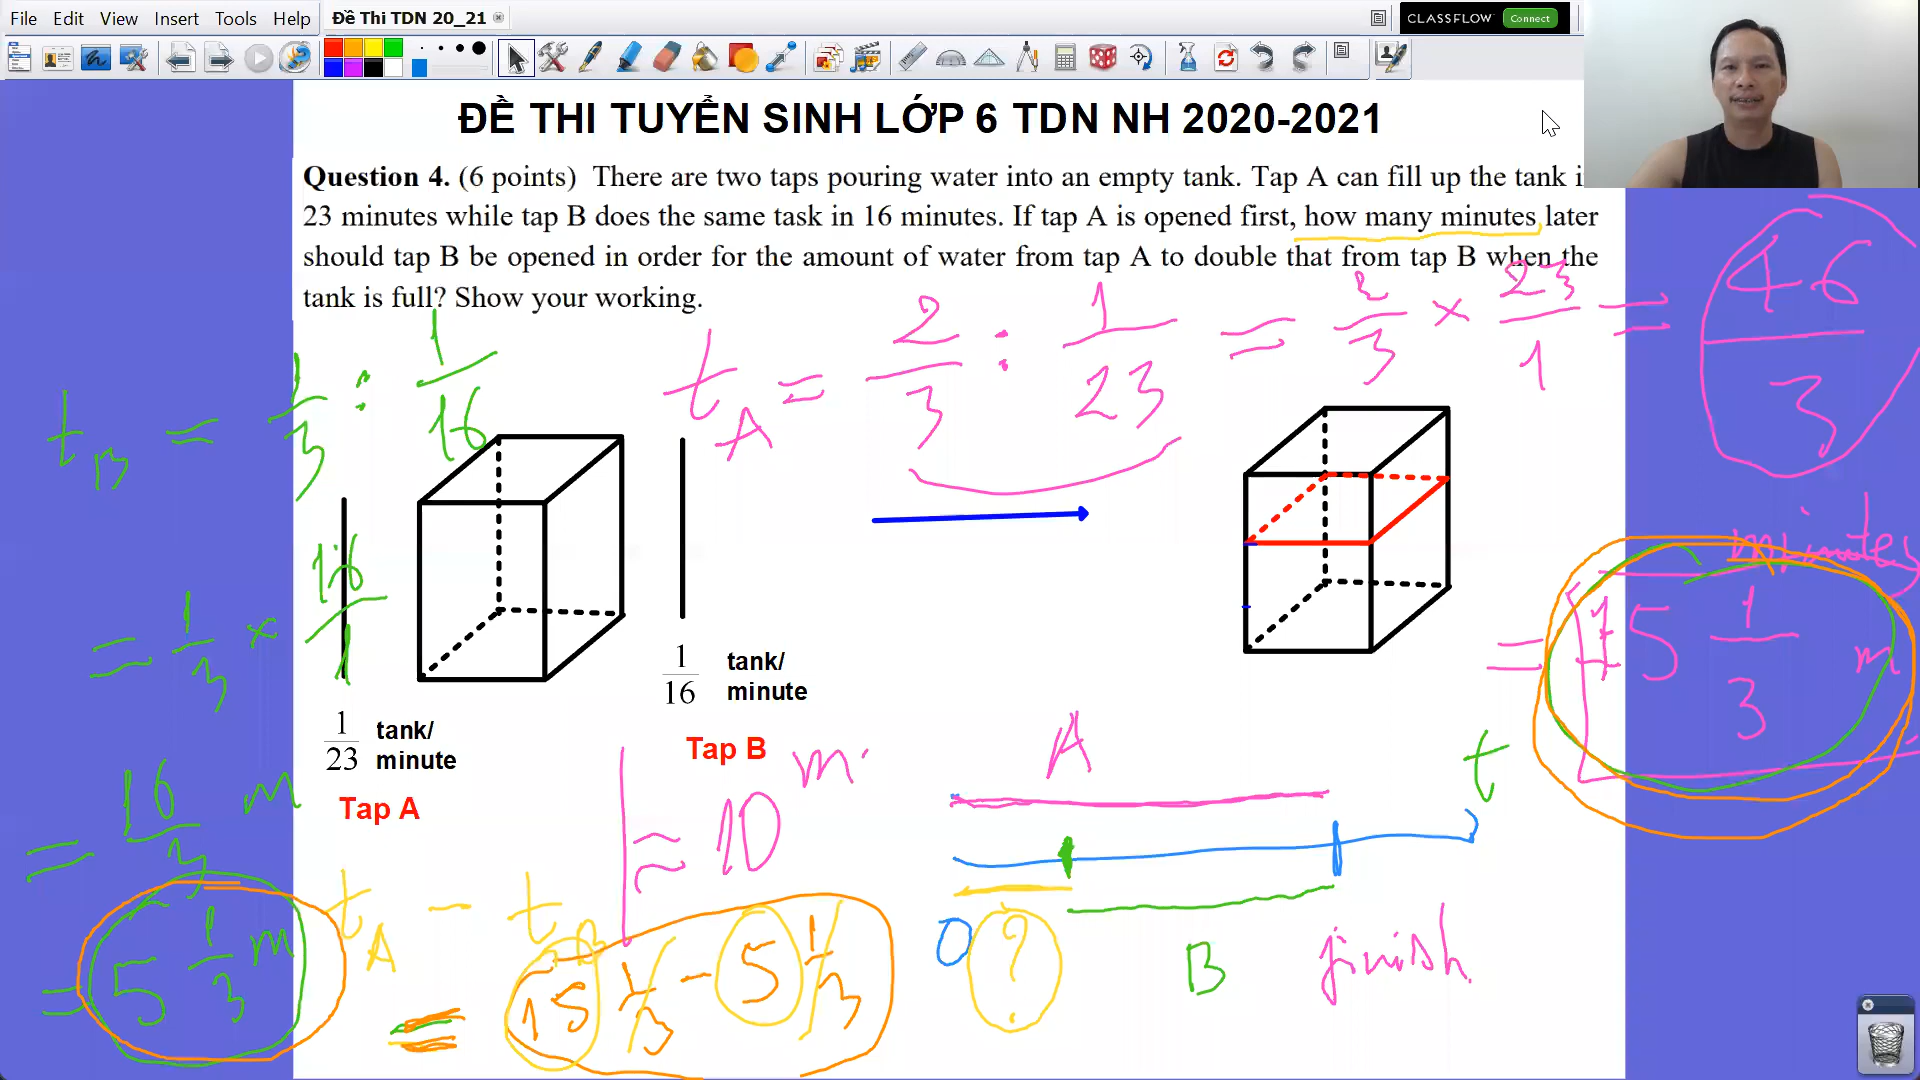 File Edit View Insert Tools Help Đề Thi TDN 20_21
CLASSFLOW Connect
ĐỀ THI TUYỂN SINH LỚP 6 TDN NH 2020-2021
Question 4. (6 points) There are two taps pouring water into an empty tank. Tap A can fill up the tank i
23 minutes while tap B does the same task in 16 minutes. If tap A is opened first, how many minutes later
should tap B be opened in order for the amount of water from tap A to double that from tap B when the
tank is full? Show your working.
t_B = 1/3 : 1/16
= 1/3 × 16/1
= 16/3 m
= 5 1/3 m
t_A = 2/3 : 1/23 = 2/3 × 23/1 = 46/3
minutes
= 15 1/3 m
1/23 tank/
minute
Tap A
1/16 tank/
minute
Tap B
t_A - t_B
= 15 1/3 - 5 1/3
≈ 10 m
A
t
0 ? B finish